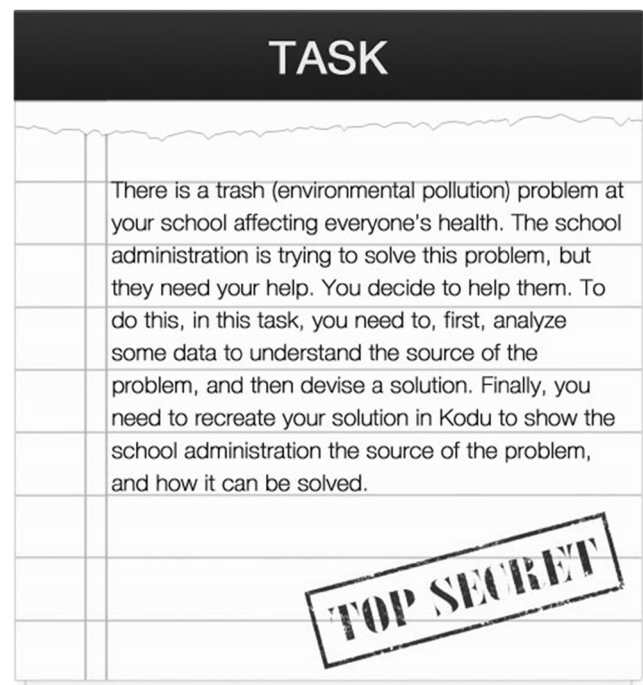 TASK
There is a trash (environmental pollution) problem at
your school affecting everyone's health. The school
administration is trying to solve this problem, but
they need your help. You decide to help them. To
do this, in this task, you need to, first, analyze
some data to understand the source of the
problem, and then devise a solution. Finally, you
need to recreate your solution in Kodu to show the
school administration the source of the problem,
and how it can be solved.
TOP SECRET